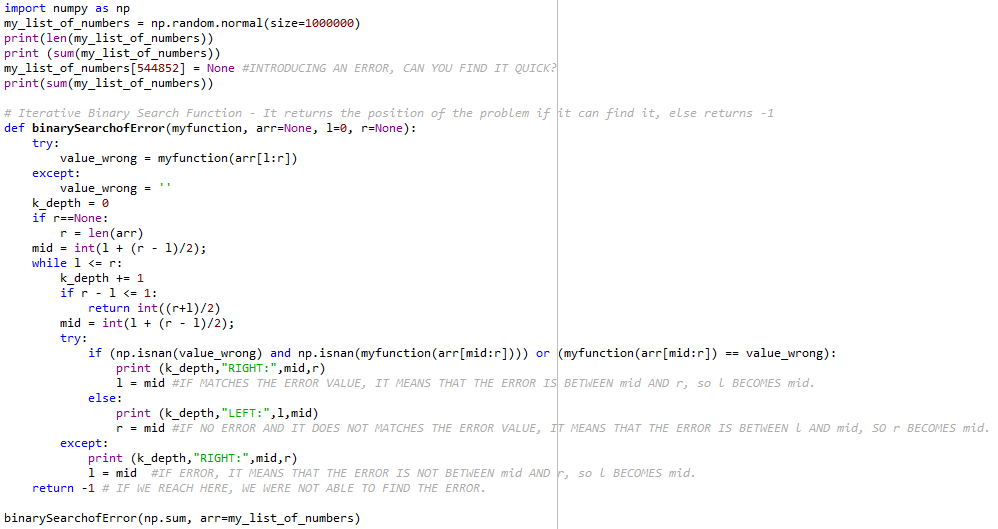 import numpy as np
my_list_of_numbers = np.random.normal(size=1000000)
print(len(my_list_of_numbers))
print (sum(my_list_of_numbers))
my_list_of_numbers[544852] = None #INTRODUCING AN ERROR, CAN YOU FIND IT QUICK?
print(sum(my_list_of_numbers))

# Iterative Binary Search Function - It returns the position of the problem if it can find it, else returns -1
def binarySearchofError(myfunction, arr=None, l=0, r=None):
    try:
        value_wrong = myfunction(arr[l:r])
    except:
        value_wrong = ''
    k_depth = 0
    if r==None:
        r = len(arr)
    mid = int(l + (r - l)/2);
    while l <= r:
        k_depth += 1
        if r - l <= 1:
            return int((r+l)/2)
        mid = int(l + (r - l)/2);
        try:
            if (np.isnan(value_wrong) and np.isnan(myfunction(arr[mid:r]))) or (myfunction(arr[mid:r]) == value_wrong):
                print (k_depth,"RIGHT:",mid,r)
                l = mid #IF MATCHES THE ERROR VALUE, IT MEANS THAT THE ERROR IS BETWEEN mid AND r, so l BECOMES mid.
            else:
                print (k_depth,"LEFT:",l,mid)
                r = mid #IF NO ERROR AND IT DOES NOT MATCHES THE ERROR VALUE, IT MEANS THAT THE ERROR IS BETWEEN l AND mid, SO r BECOMES mid.
        except:
            print (k_depth,"RIGHT:",mid,r)
            l = mid  #IF ERROR, IT MEANS THAT THE ERROR IS NOT BETWEEN mid AND r, so l BECOMES mid.
    return -1 # IF WE REACH HERE, WE WERE NOT ABLE TO FIND THE ERROR.

binarySearchofError(np.sum, arr=my_list_of_numbers)